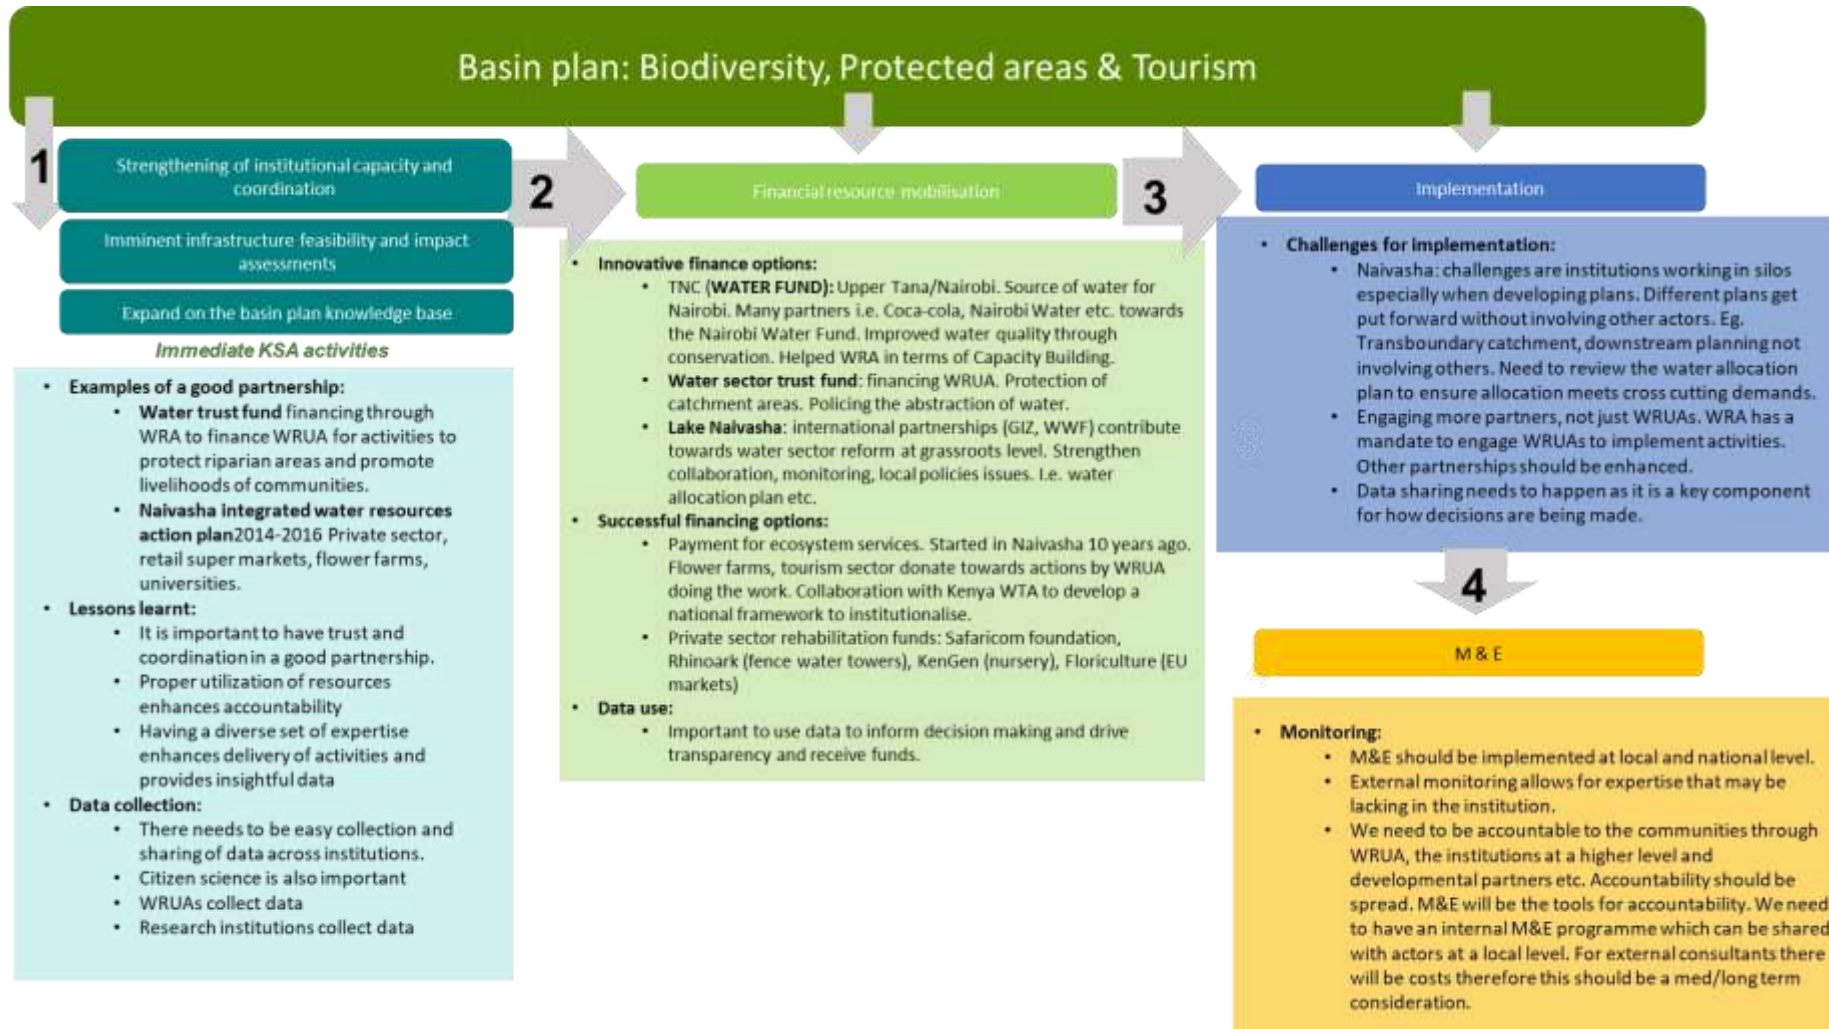 Basin plan: Biodiversity, Protected areas & Tourism
1
Strengthening of institutional capacity and
coordination
Imminent infrastructure feasibility and impact
assessments
Expand on the basin plan knowledge base
Immediate KSA activities
• Examples of a good partnership:
• Water trust fund financing through
WRA to finance WRUA for activities to
protect riparian areas and promote
livelihoods of communities.
• Naivasha integrated water resources
action plan2014-2016 Private sector,
retail super markets, flower farms,
universities.
• Lessons learnt:
• It is important to have trust and
coordination in a good partnership.
• Proper utilization of resources
enhances accountability
• Having a diverse set of expertise
enhances delivery of activities and
provides insightful data
• Data collection:
• There needs to be easy collection and
sharing of data across institutions.
• Citizen science is also important
• WRUAs collect data
• Research institutions collect data
2
Financial resource mobilisation
• Innovative finance options:
• TNC (WATER FUND): Upper Tana/Nairobi. Source of water for
Nairobi. Many partners i.e. Coca-cola, Nairobi Water etc. towards
the Nairobi Water Fund. Improved water quality through
conservation. Helped WRA in terms of Capacity Building.
• Water sector trust fund: financing WRUA. Protection of
catchment areas. Policing the abstraction of water.
• Lake Naivasha: international partnerships (GIZ, WWF) contribute
towards water sector reform at grassroots level. Strengthen
collaboration, monitoring, local policies issues. I.e. water
allocation plan etc.
• Successful financing options:
• Payment for ecosystem services. Started in Naivasha 10 years ago.
Flower farms, tourism sector donate towards actions by WRUA
doing the work. Collaboration with Kenya WTA to develop a
national framework to institutionalise.
• Private sector rehabilitation funds: Safaricom foundation,
Rhinoark (fence water towers), KenGen (nursery), Floriculture (EU
markets)
• Data use:
• Important to use data to inform decision making and drive
transparency and receive funds.
3
Implementation
• Challenges for implementation:
• Naivasha: challenges are institutions working in silos
especially when developing plans. Different plans get
put forward without involving other actors. Eg.
Transboundary catchment, downstream planning not
involving others. Need to review the water allocation
plan to ensure allocation meets cross cutting demands.
• Engaging more partners, not just WRUAs. WRA has a
mandate to engage WRUAs to implement activities.
Other partnerships should be enhanced.
• Data sharing needs to happen as it is a key component
for how decisions are being made.
4
M & E
• Monitoring:
• M&E should be implemented at local and national level.
• External monitoring allows for expertise that may be
lacking in the institution.
• We need to be accountable to the communities through
WRUA, the institutions at a higher level and
developmental partners etc. Accountability should be
spread. M&E will be the tools for accountability. We need
to have an internal M&E programme which can be shared
with actors at a local level. For external consultants there
will be costs therefore this should be a med/long term
consideration.